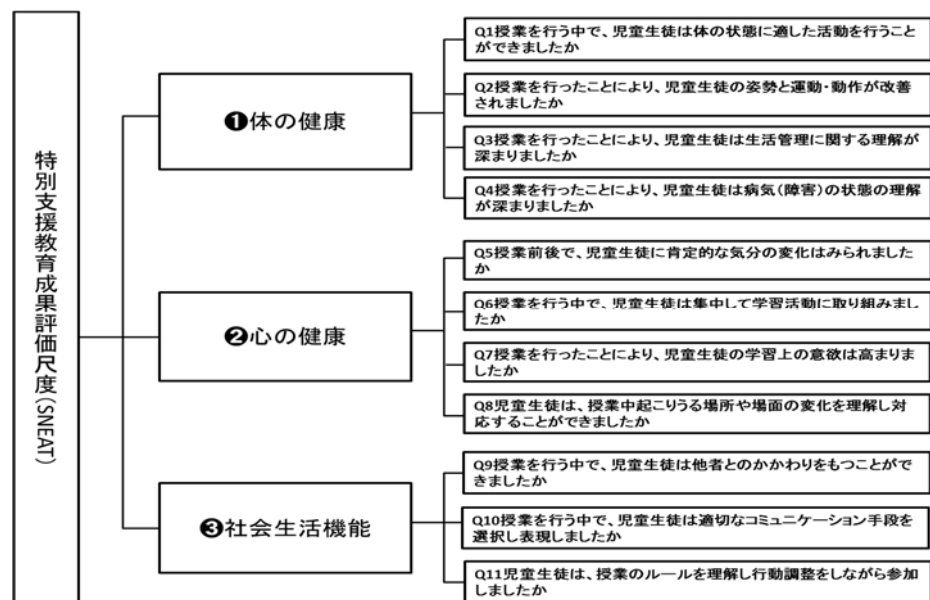 特別支援教育成果評価尺度(SNEAT)
❶体の健康
Q1授業を行う中で、児童生徒は体の状態に適した活動を行うこと
ができましたか
Q2授業を行ったことにより、児童生徒の姿勢と運動・動作が改善
されましたか
Q3授業を行ったことにより、児童生徒は生活管理に関する理解が
深まりましたか
Q4授業を行ったことにより、児童生徒は病気(障害)の状態の理解
が深まりましたか
❷心の健康
Q5授業前後で、児童生徒に肯定的な気分の変化はみられました
か
Q6授業を行う中で、児童生徒は集中して学習活動に取り組みまし
たか
Q7授業を行ったことにより、児童生徒の学習上の意欲は高まりま
したか
Q8児童生徒は、授業中起こりうる場所や場面の変化を理解し対
応することができましたか
❸社会生活機能
Q9授業を行う中で、児童生徒は他者とのかかわりをもつことがで
きましたか
Q10授業を行う中で、児童生徒は適切なコミュニケーション手段を
選択し表現しましたか
Q11児童生徒は、授業のルールを理解し行動調整をしながら参加
しましたか